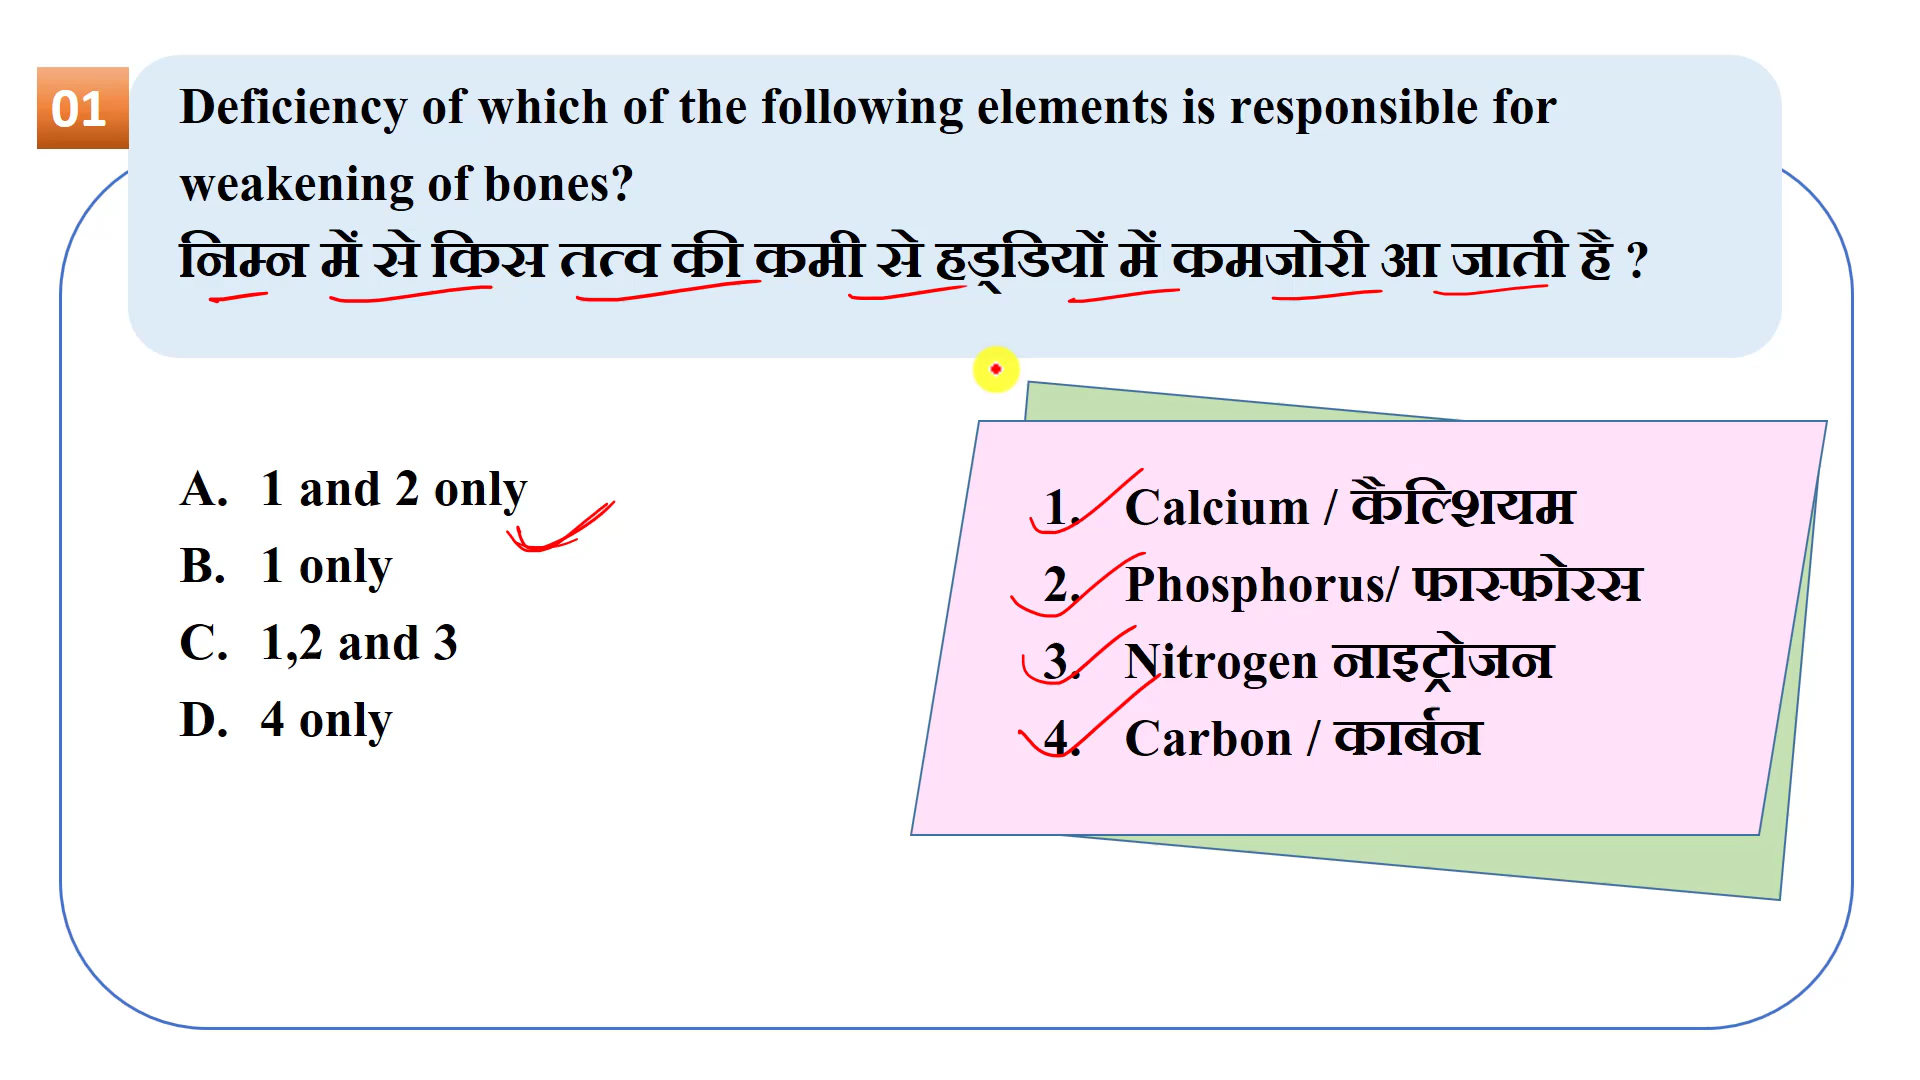 01
Deficiency of which of the following elements is responsible for
weakening of bones?
निम्न में से किस तत्व की कमी से हड्डियों में कमजोरी आ जाती है ?
A. 1 and 2 only
B. 1 only
C. 1,2 and 3
D. 4 only
1. Calcium / कैल्शियम
2. Phosphorus/ फास्फोरस
3. Nitrogen नाइट्रोजन
4. Carbon / कार्बन